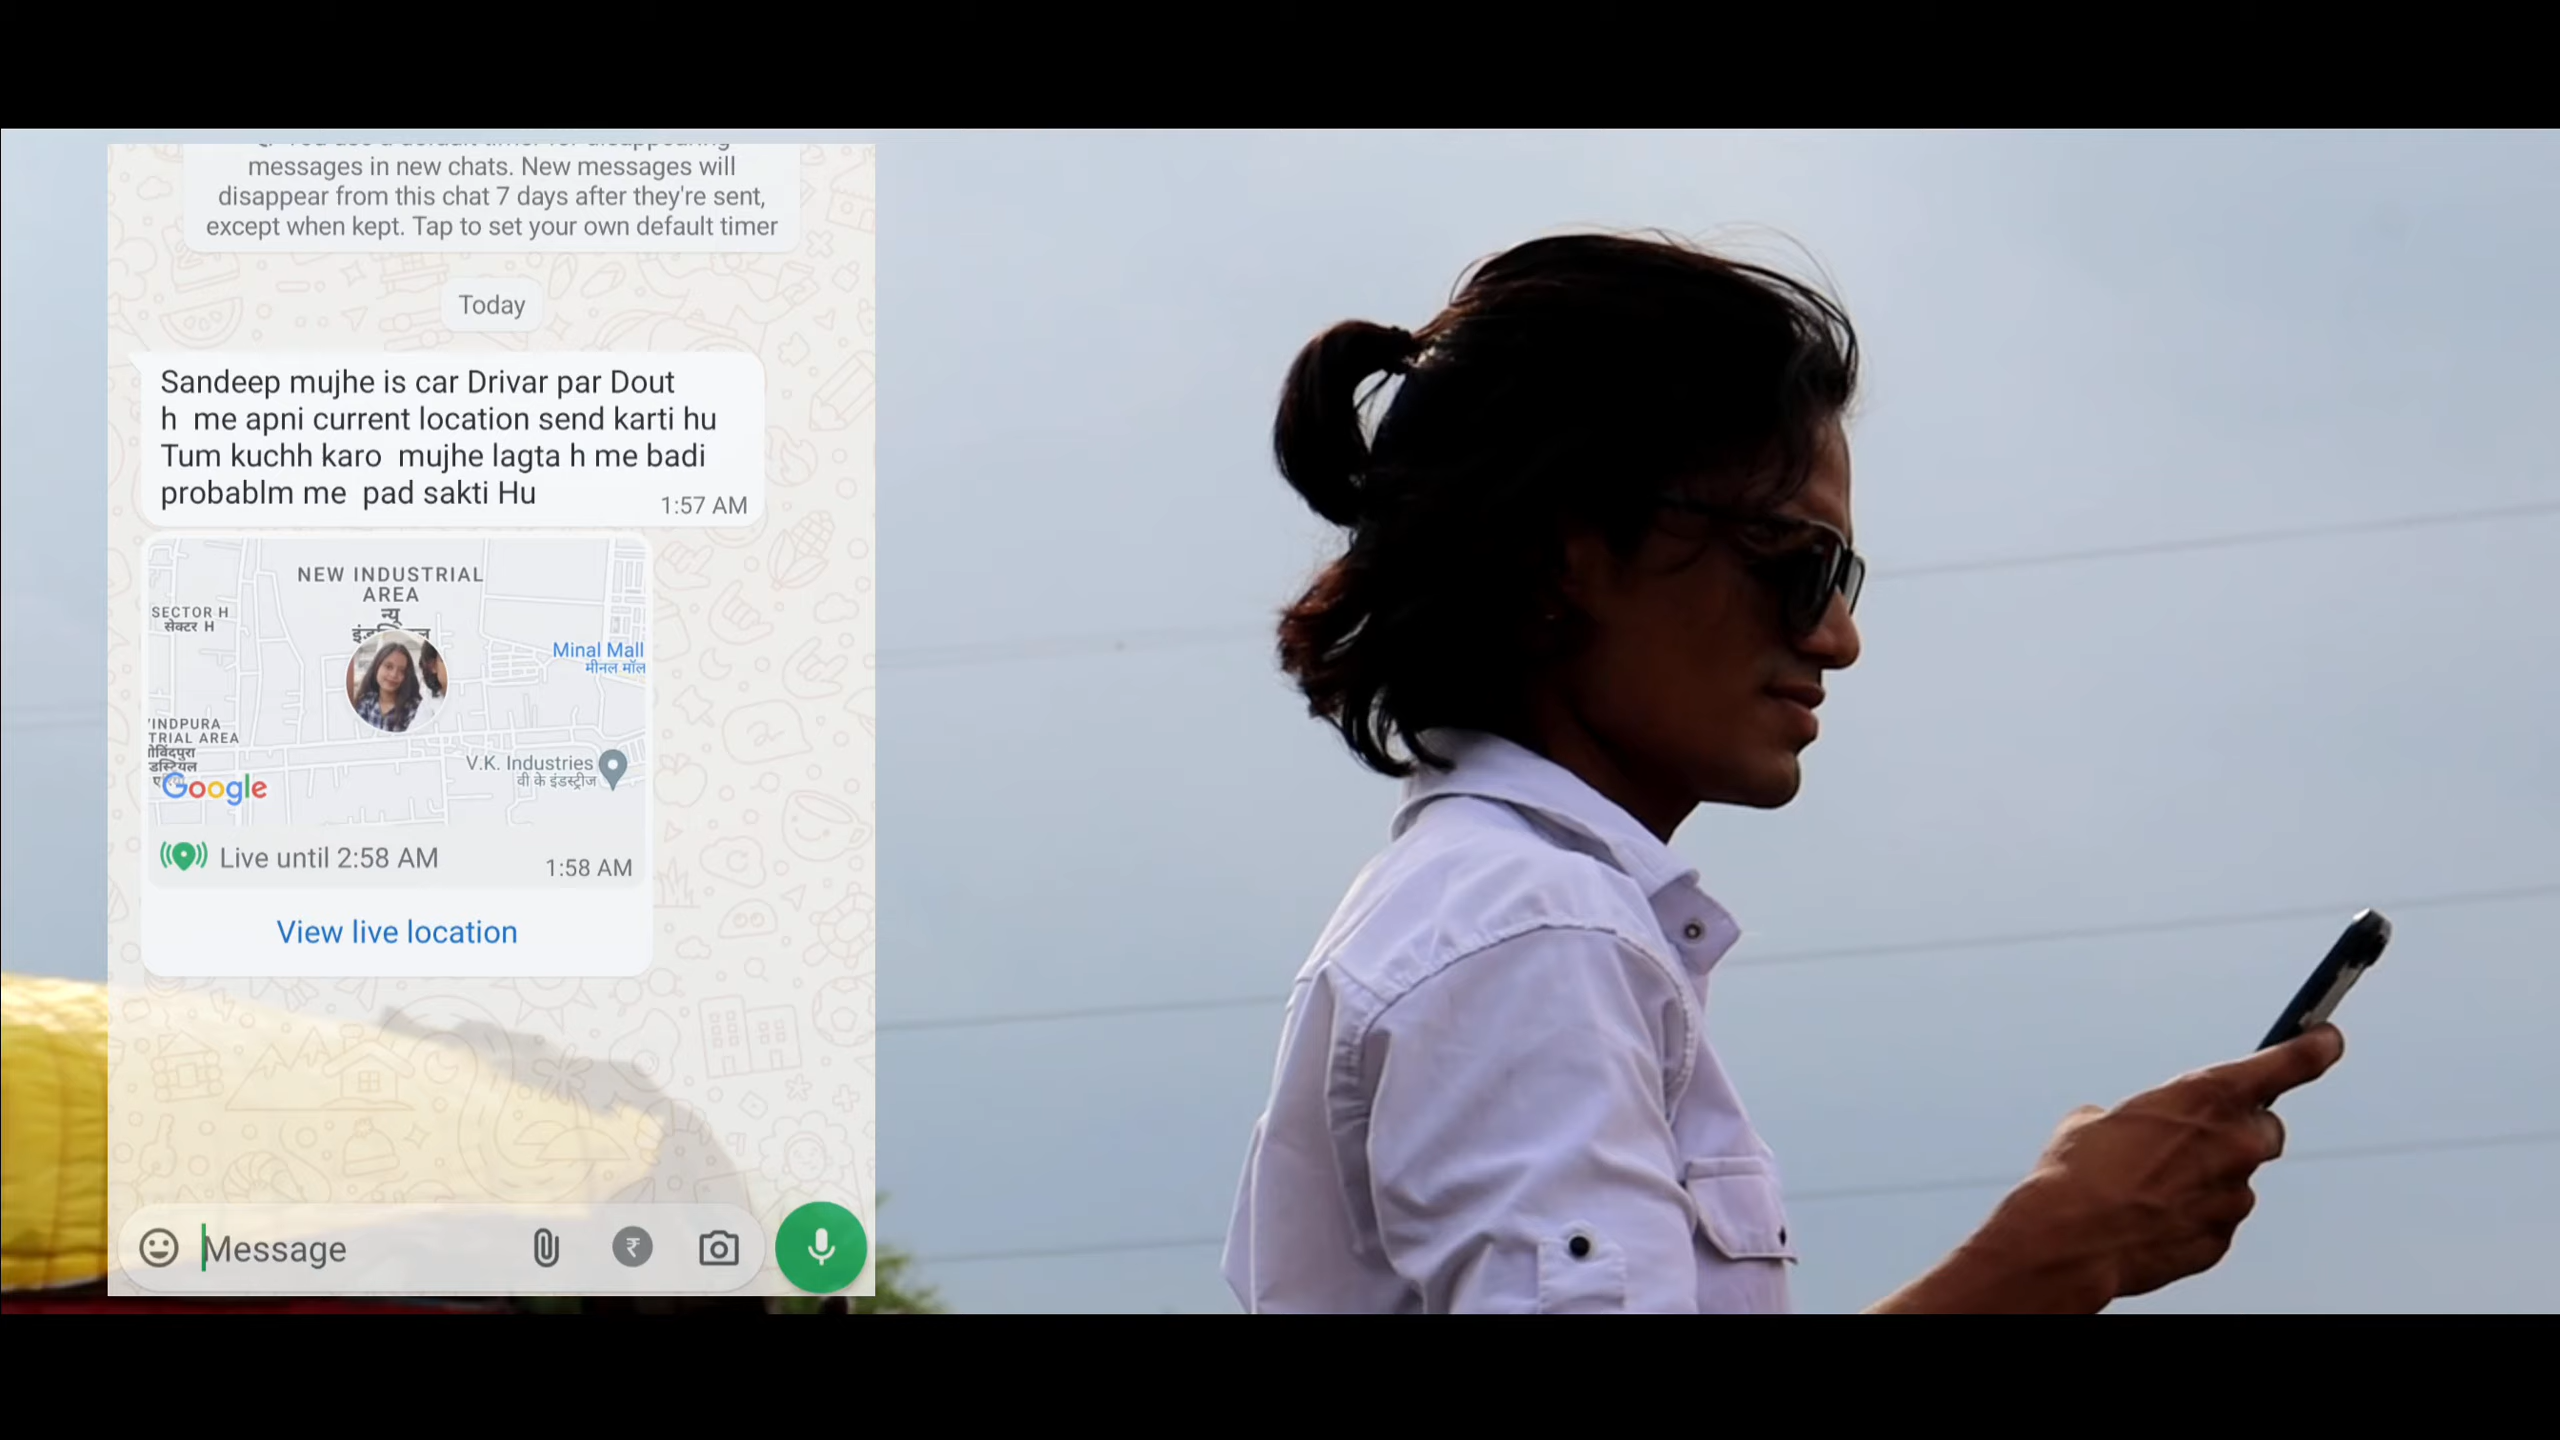 messages in new chats. New messages will
disappear from this chat 7 days after they're sent,
except when kept. Tap to set your own default timer
Today
Sandeep mujhe is car Drivar par Dout
h  me apni current location send karti hu
Tum kuchh karo  mujhe lagta h me badi
probablm me  pad sakti Hu
1:57 AM
NEW INDUSTRIAL
AREA
न्यू
SECTOR H
सेक्टर H
Minal Mall
मीनल मॉल
INDPURA
TRIAL AREA
V.K. Industries
वी के इंडस्ट्रीज
Google
Live until 2:58 AM
1:58 AM
View live location
Message